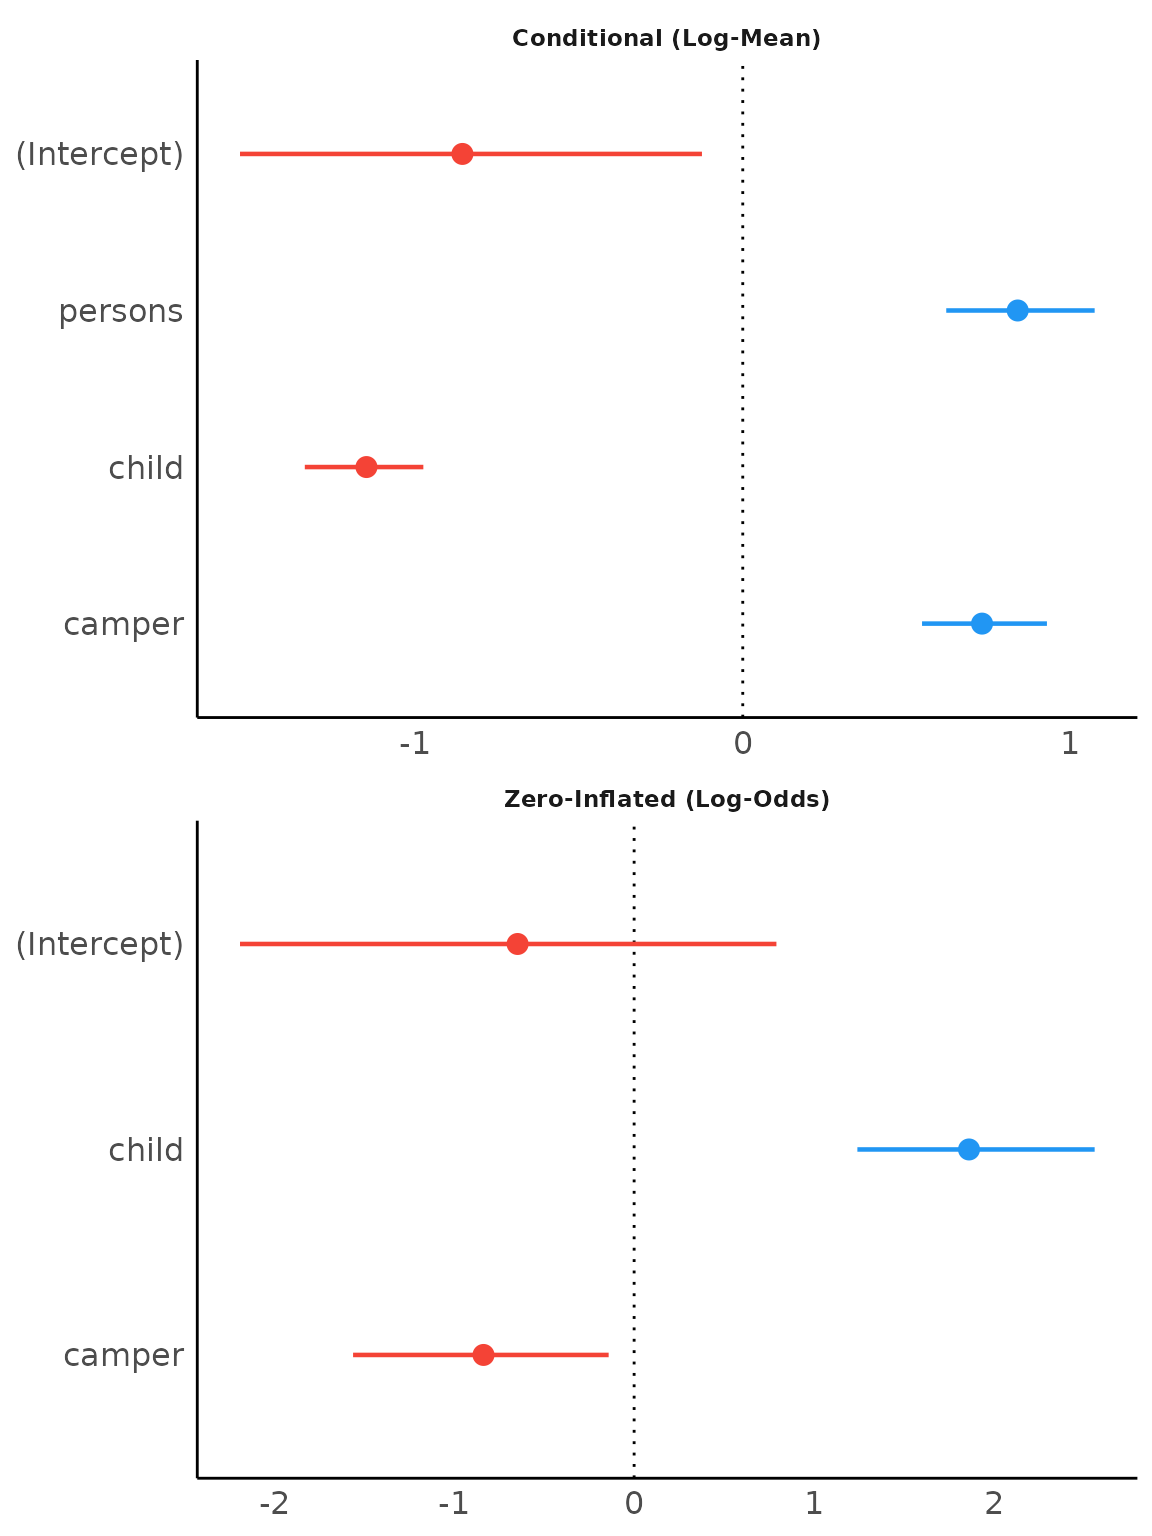 Conditional (Log-Mean)
(Intercept)
persons
child
camper
-1 0 1
Zero-Inflated (Log-Odds)
(Intercept)
child
camper
-2 -1 0 1 2